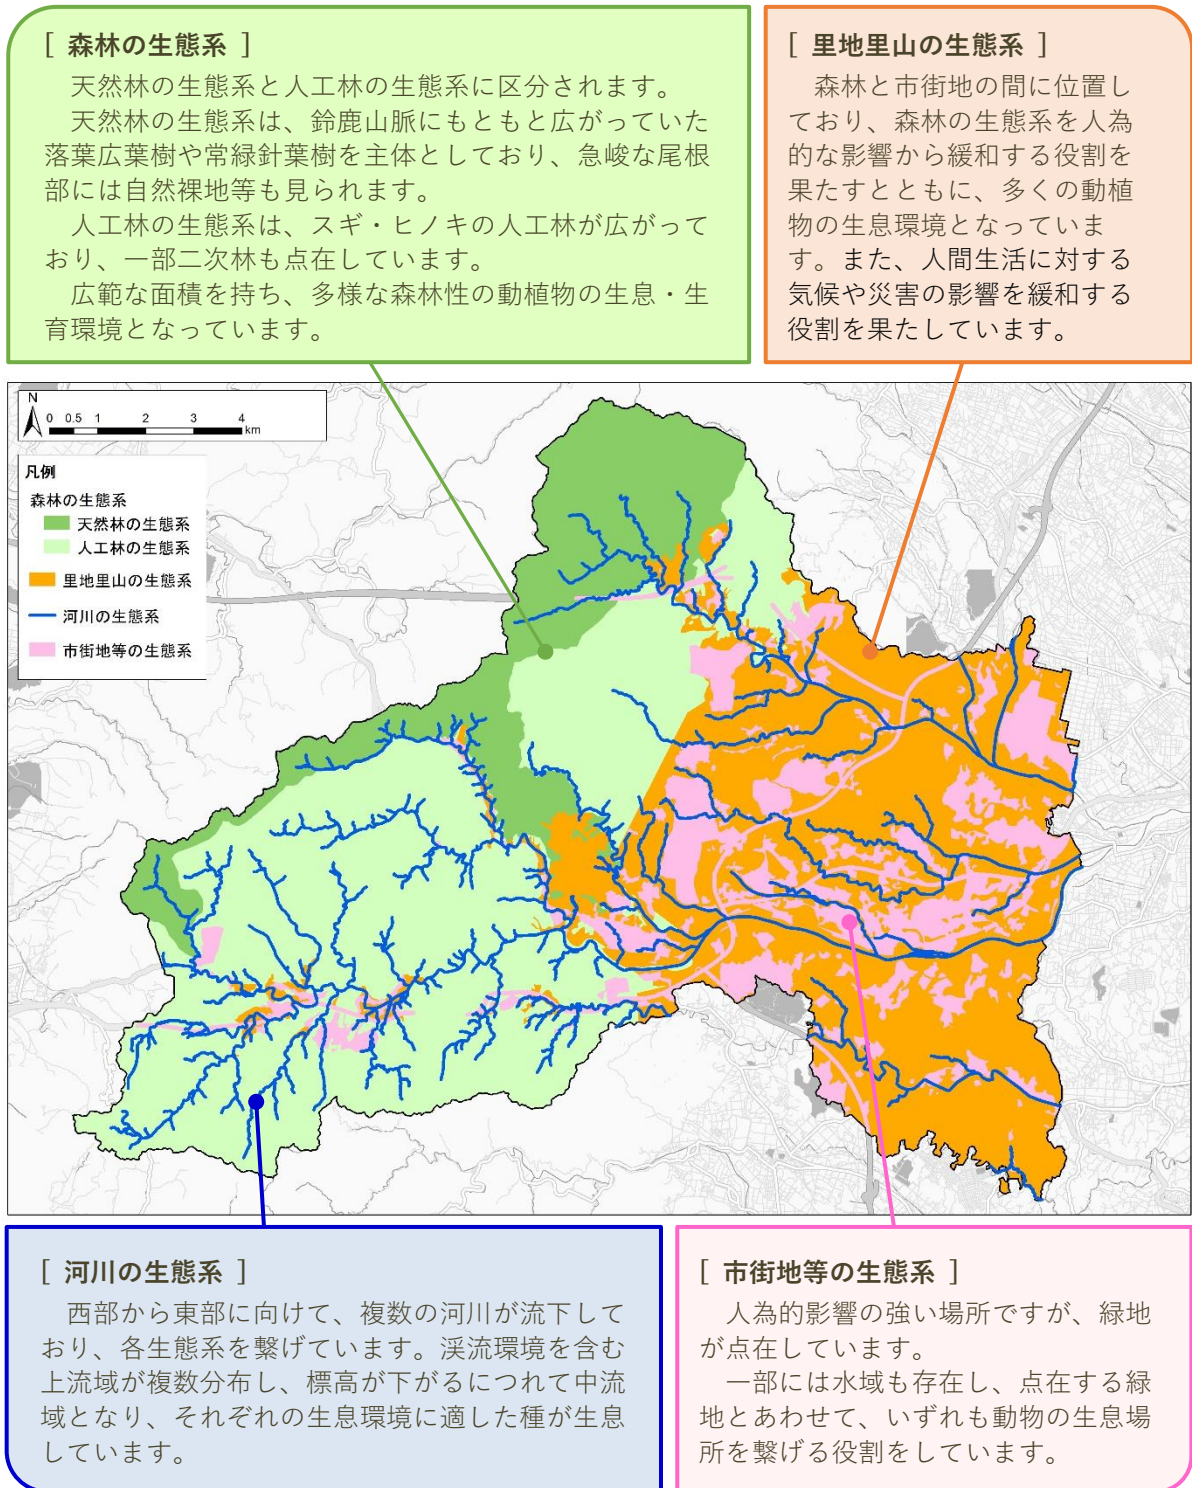 [ 森林の生態系 ]
天然林の生態系と人工林の生態系に区分されます。
天然林の生態系は、鈴鹿山脈にもともと広がっていた
落葉広葉樹や常緑針葉樹を主体としており、急峻な尾根
部には自然裸地等も見られます。
人工林の生態系は、スギ・ヒノキの人工林が広がって
おり、一部二次林も点在しています。
広範な面積を持ち、多様な森林性の動植物の生息・生
育環境となっています。
[ 里地里山の生態系 ]
森林と市街地の間に位置し
ており、森林の生態系を人為
的な影響から緩和する役割を
果たすとともに、多くの動植
物の生息環境となっていま
す。また、人間生活に対する
気候や災害の影響を緩和する
役割を果たしています。
N
0 0.5 1 2 3 4
km
凡例
森林の生態系
天然林の生態系
人工林の生態系
里地里山の生態系
河川の生態系
市街地等の生態系
[ 河川の生態系 ]
西部から東部に向けて、複数の河川が流下して
おり、各生態系を繋げています。渓流環境を含む
上流域が複数分布し、標高が下がるにつれて中流
域となり、それぞれの生息環境に適した種が生息
しています。
[ 市街地等の生態系 ]
人為的影響の強い場所ですが、緑地
が点在しています。
一部には水域も存在し、点在する緑
地とあわせて、いずれも動物の生息場
所を繋げる役割をしています。